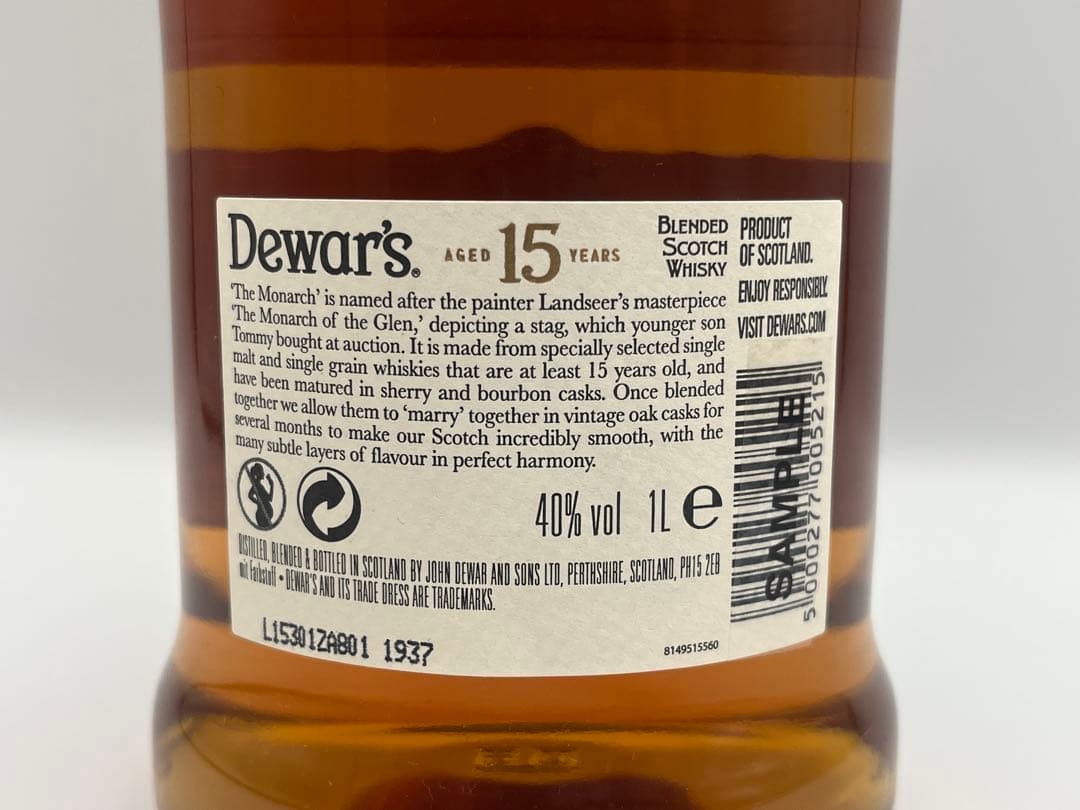 Dewar's®
AGED 15 YEARS
BLENDED
SCOTCH
WHISKY
'The Monarch' is named after the painter Landseer's masterpiece
'The Monarch of the Glen,' depicting a stag, which younger son
Tommy bought at auction. It is made from specially selected single
malt and single grain whiskies that are at least 15 years old, and
have been matured in sherry and bourbon casks. Once blended
together we allow them to 'marry' together in vintage oak casks for
several months to make our Scotch incredibly smooth, with the
many subtle layers of flavour in perfect harmony.
40% vol 1L e
DISTILLED, BLENDED & BOTTLED IN SCOTLAND BY JOHN DEWAR AND SONS LTD, PERTHSHIRE, SCOTLAND, PH15 2EB
mit Farbstoff • DEWAR'S AND ITS TRADE DRESS ARE TRADEMARKS.
L15301ZA801 1937
8149515560
PRODUCT
OF SCOTLAND.
ENJOY RESPONSIBLY.
VISIT DEWARS.COM
SAMPLE
5 000277 005215